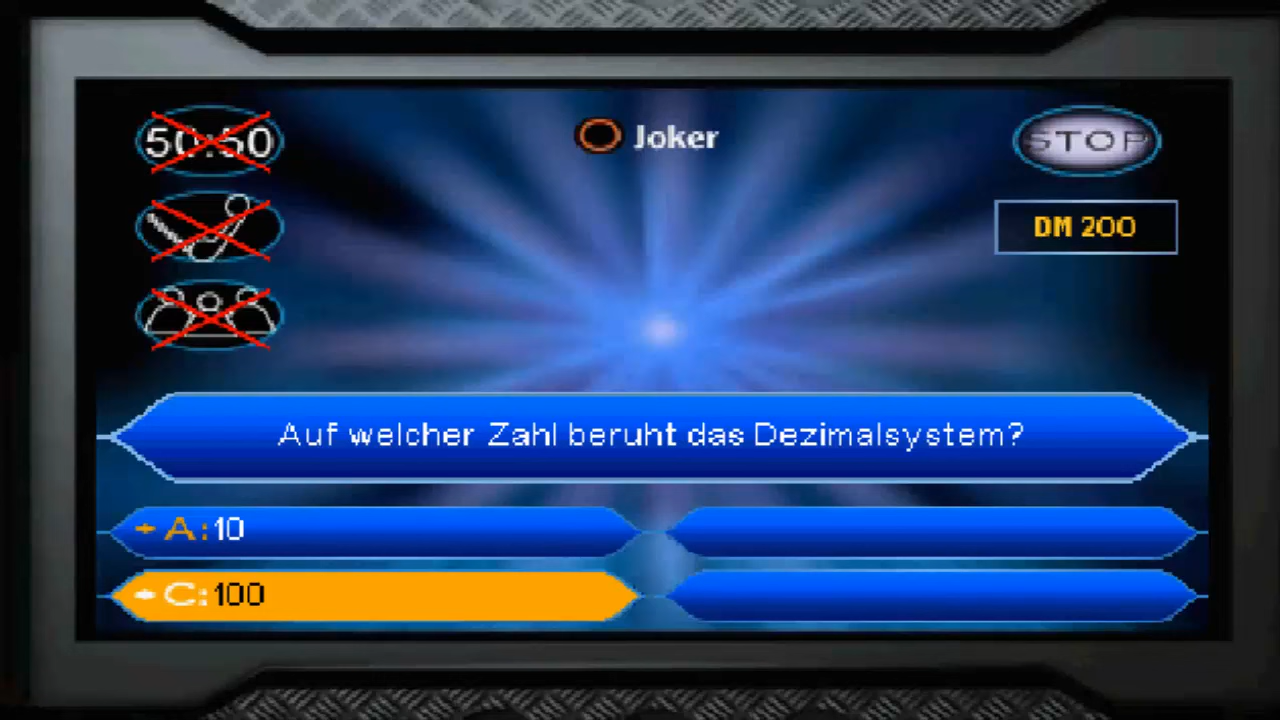 50:50
Joker
STOP
DM 200
Auf welcher Zahl beruht das Dezimalsystem?
A: 10
C: 100